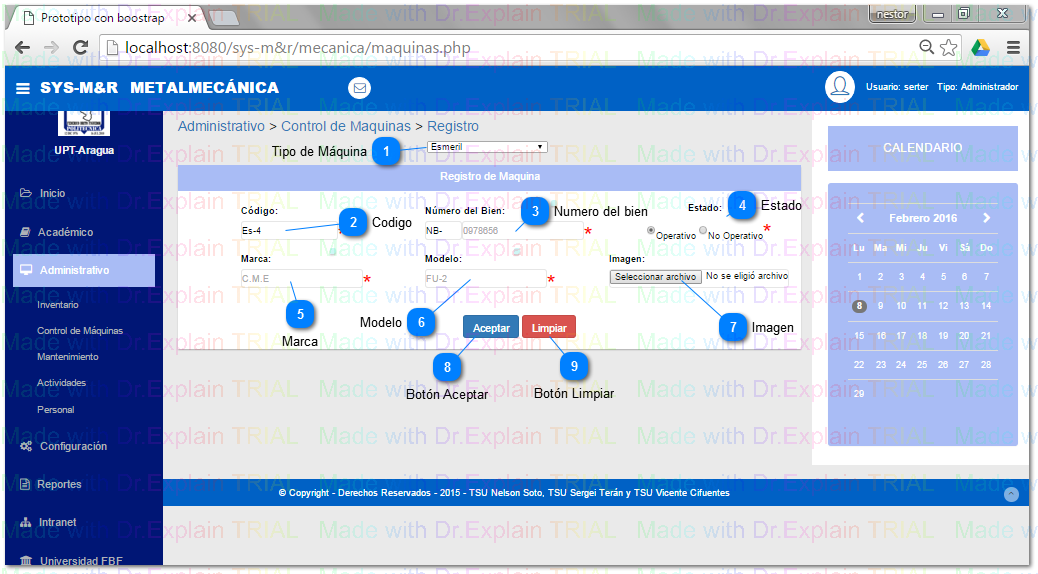 Prototipo con boostrap
nestor
localhost:8080/sys-m&r/mecanica/maquinas.php
SYS-M&R METALMECÁNICA
Usuario: serter Tipo: Administrador
POLITECNICA
UPT-Aragua
Inicio
Académico
Administrativo
Inventario
Control de Máquinas
Mantenimiento
Actividades
Personal
Configuración
Reportes
Intranet
Universidad FBF
Administrativo > Control de Maquinas > Registro
Tipo de Máquina 1 Esmeril
Registro de Maquina
Código:
Es-4 *
2 Codigo
Número del Bien:
NB- 0978656 *
3 Numero del bien
Estado:
4 Estado
Operativo No Operativo *
Marca:
C.M.E *
Modelo:
FU-2 *
Imagen:
Seleccionar archivo No se eligió archivo
5
Marca
Modelo 6
7 Imagen
Aceptar Limpiar
8
Botón Aceptar
9
Botón Limpiar
CALENDARIO
Febrero 2016
Lu Ma Mi Ju Vi Sá Do
1 2 3 4 5 6 7
8 9 10 11 12 13 14
15 16 17 18 19 20 21
22 23 24 25 26 27 28
29
© Copyright - Derechos Reservados - 2015 - TSU Nelson Soto, TSU Sergei Terán y TSU Vicente Cifuentes
Made with Dr.Explain TRIAL